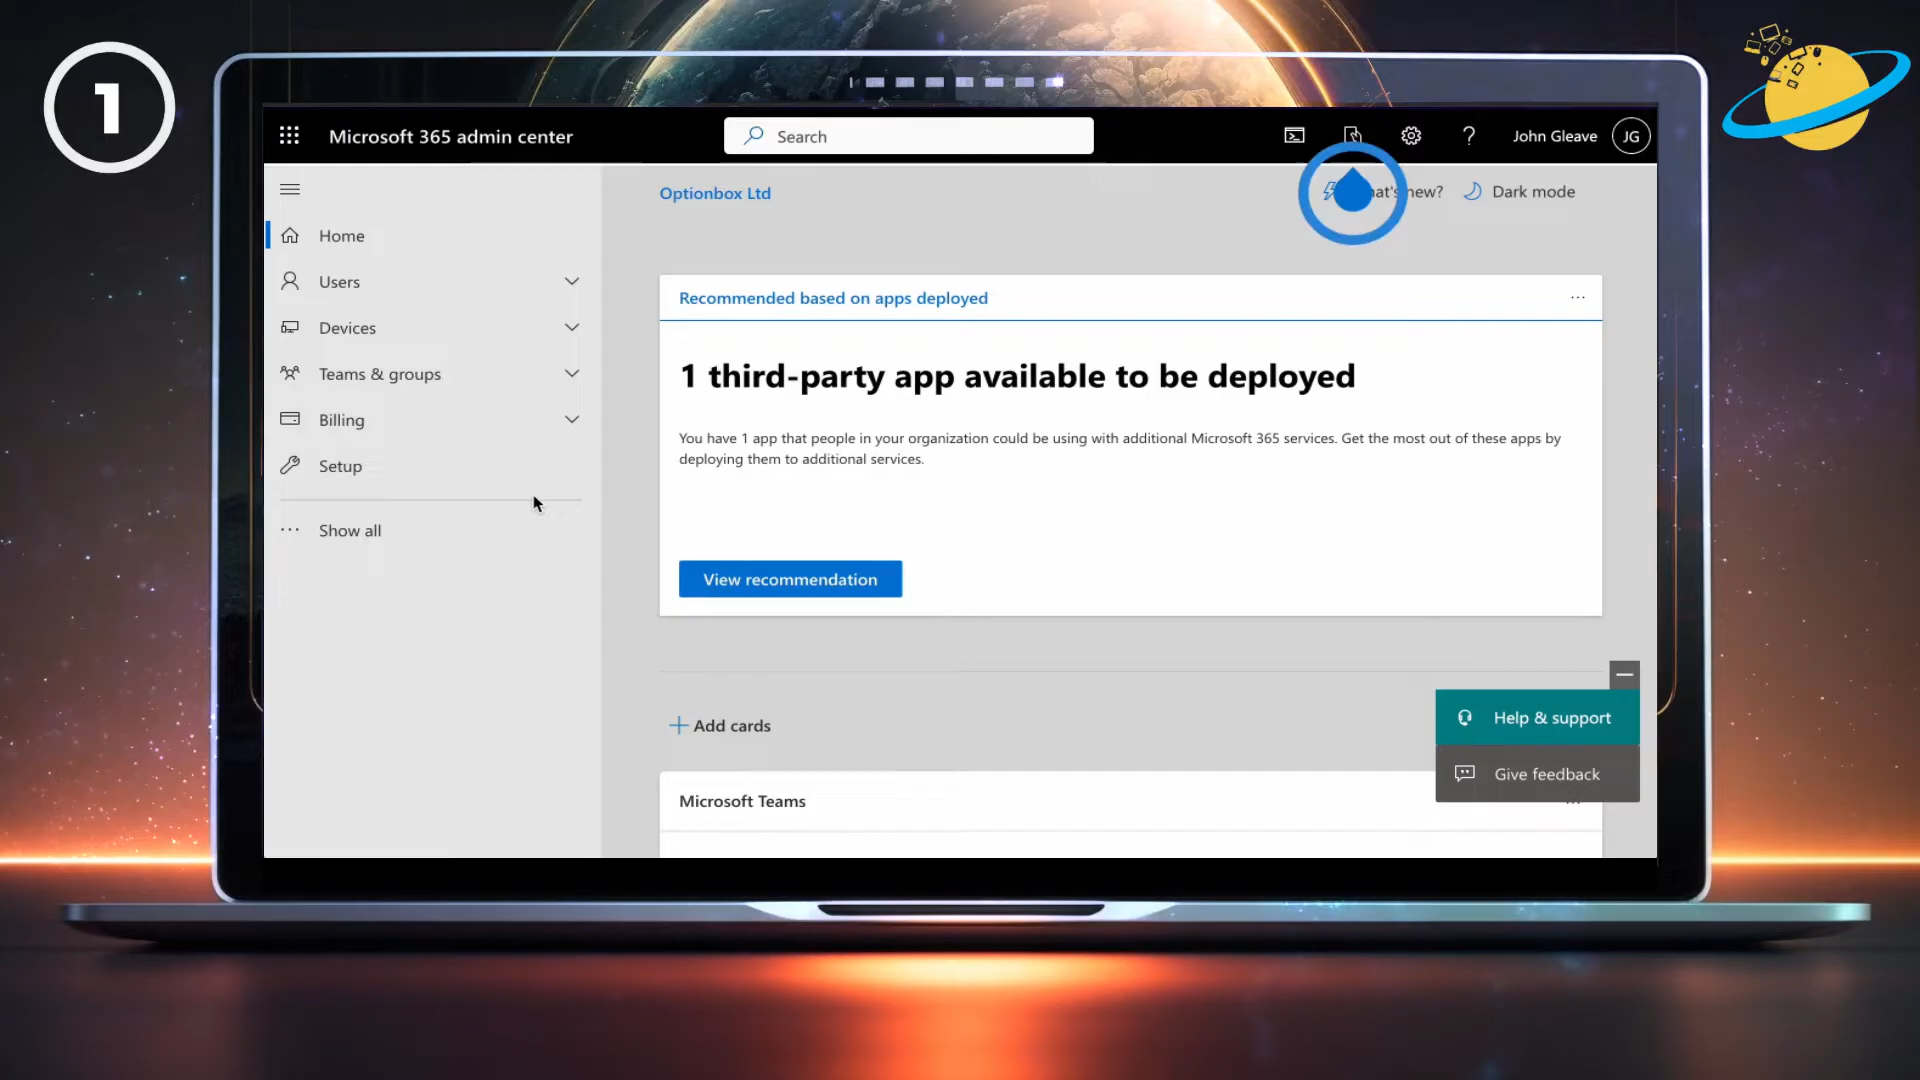 1
Microsoft 365 admin center
Search
John Gleave
JG
Optionbox Ltd
new?
Dark mode
Home
Users
Devices
Teams & groups
Billing
Setup
Show all
Recommended based on apps deployed
1 third-party app available to be deployed
You have 1 app that people in your organization could be using with additional Microsoft 365 services. Get the most out of these apps by
deploying them to additional services.
View recommendation
Add cards
Help & support
Give feedback
Microsoft Teams